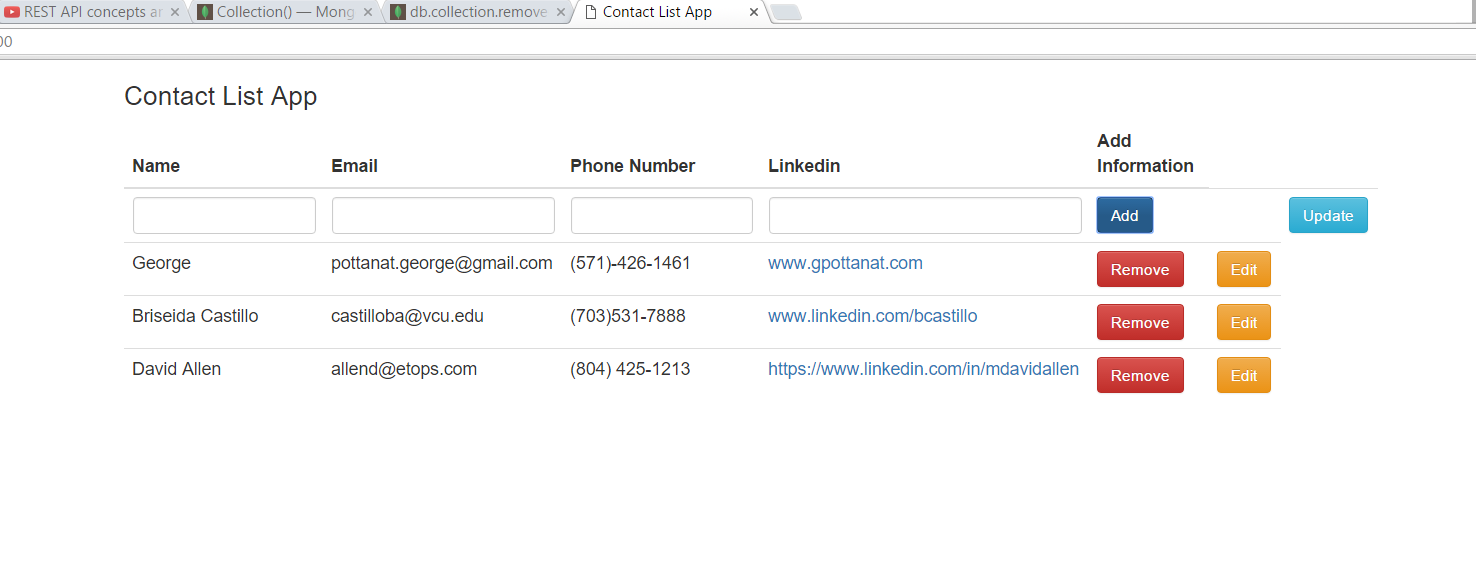 REST API concepts ar Collection() — Mong db.collection.remove Contact List App
00
Contact List App
Name Email Phone Number Linkedin Add Information
Add Update
George pottanat.george@gmail.com (571)-426-1461 www.gpottanat.com Remove Edit
Briseida Castillo castilloba@vcu.edu (703)531-7888 www.linkedin.com/bcastillo Remove Edit
David Allen allend@etops.com (804) 425-1213 https://www.linkedin.com/in/mdavidallen Remove Edit